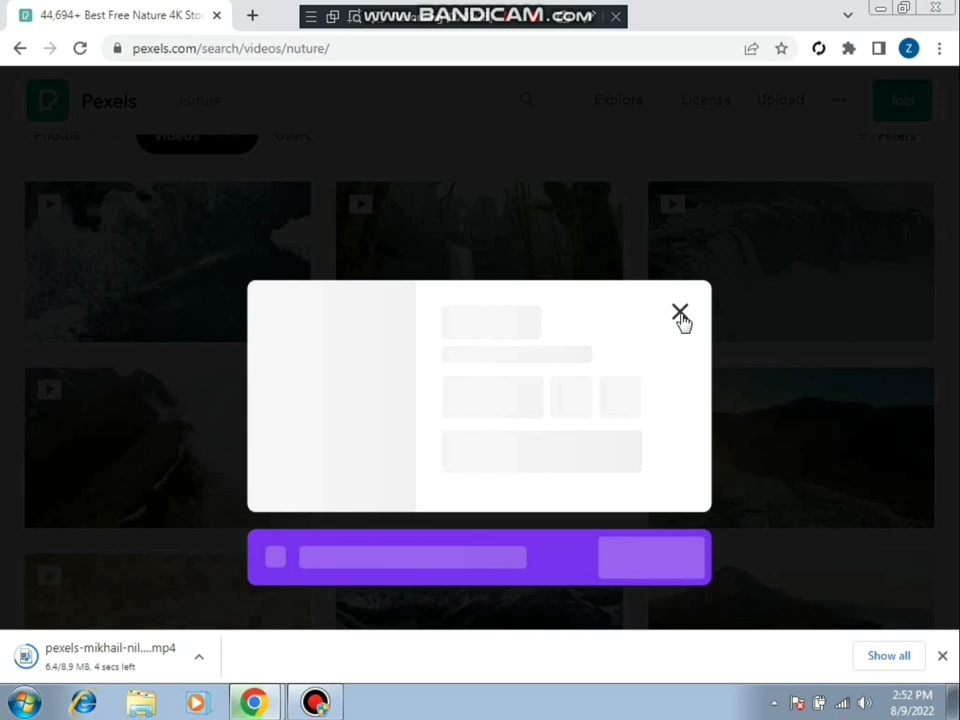 44,694+ Best Free Nature 4K Stoc
WWW.BANDICAM.COM
pexels.com/search/videos/nuture/
Z
Pexels
nuture
Explore
License
Upload
Join
Photos
Videos
Users
Filters
pexels-mikhail-nil....mp4
6.4/8.9 MB, 4 secs left
Show all
2:52 PM
8/9/2022